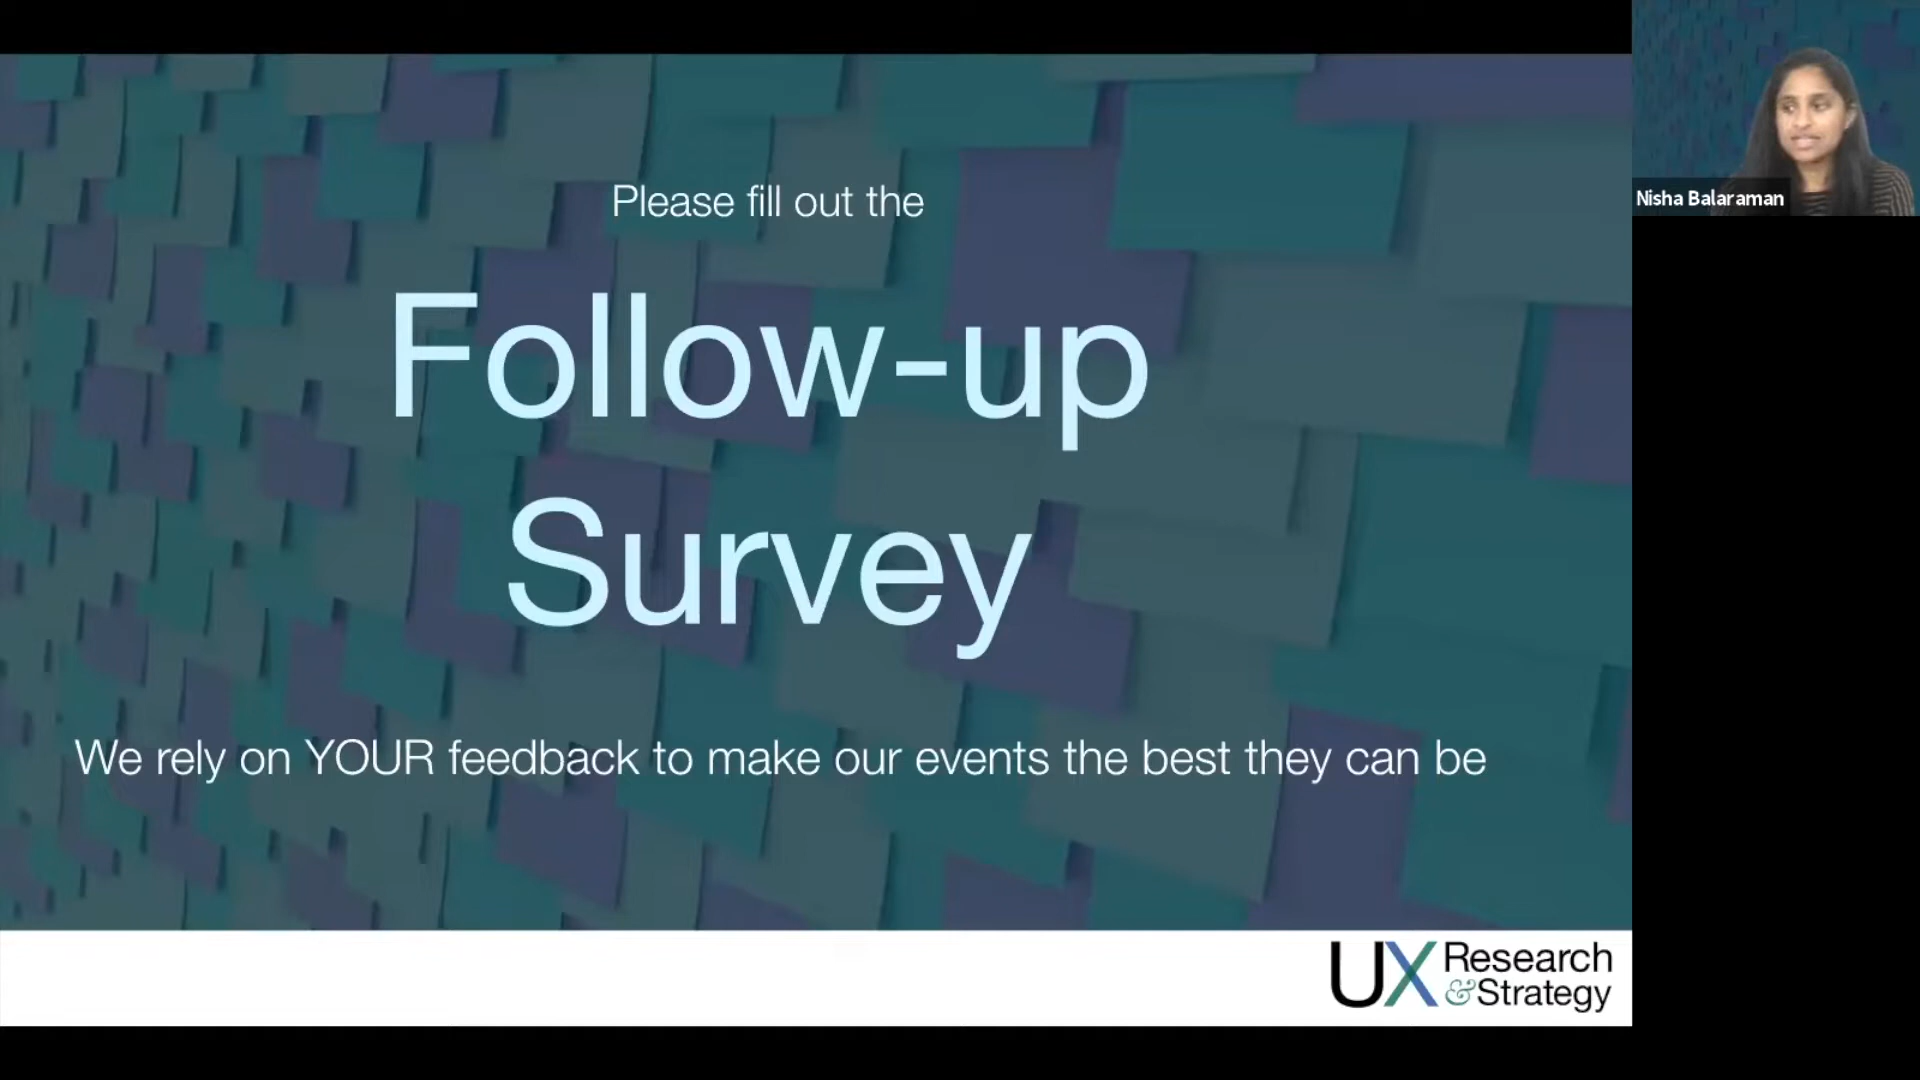 Please fill out the
Follow-up
Survey
We rely on YOUR feedback to make our events the best they can be
UX Research
&Strategy
Nisha Balaraman